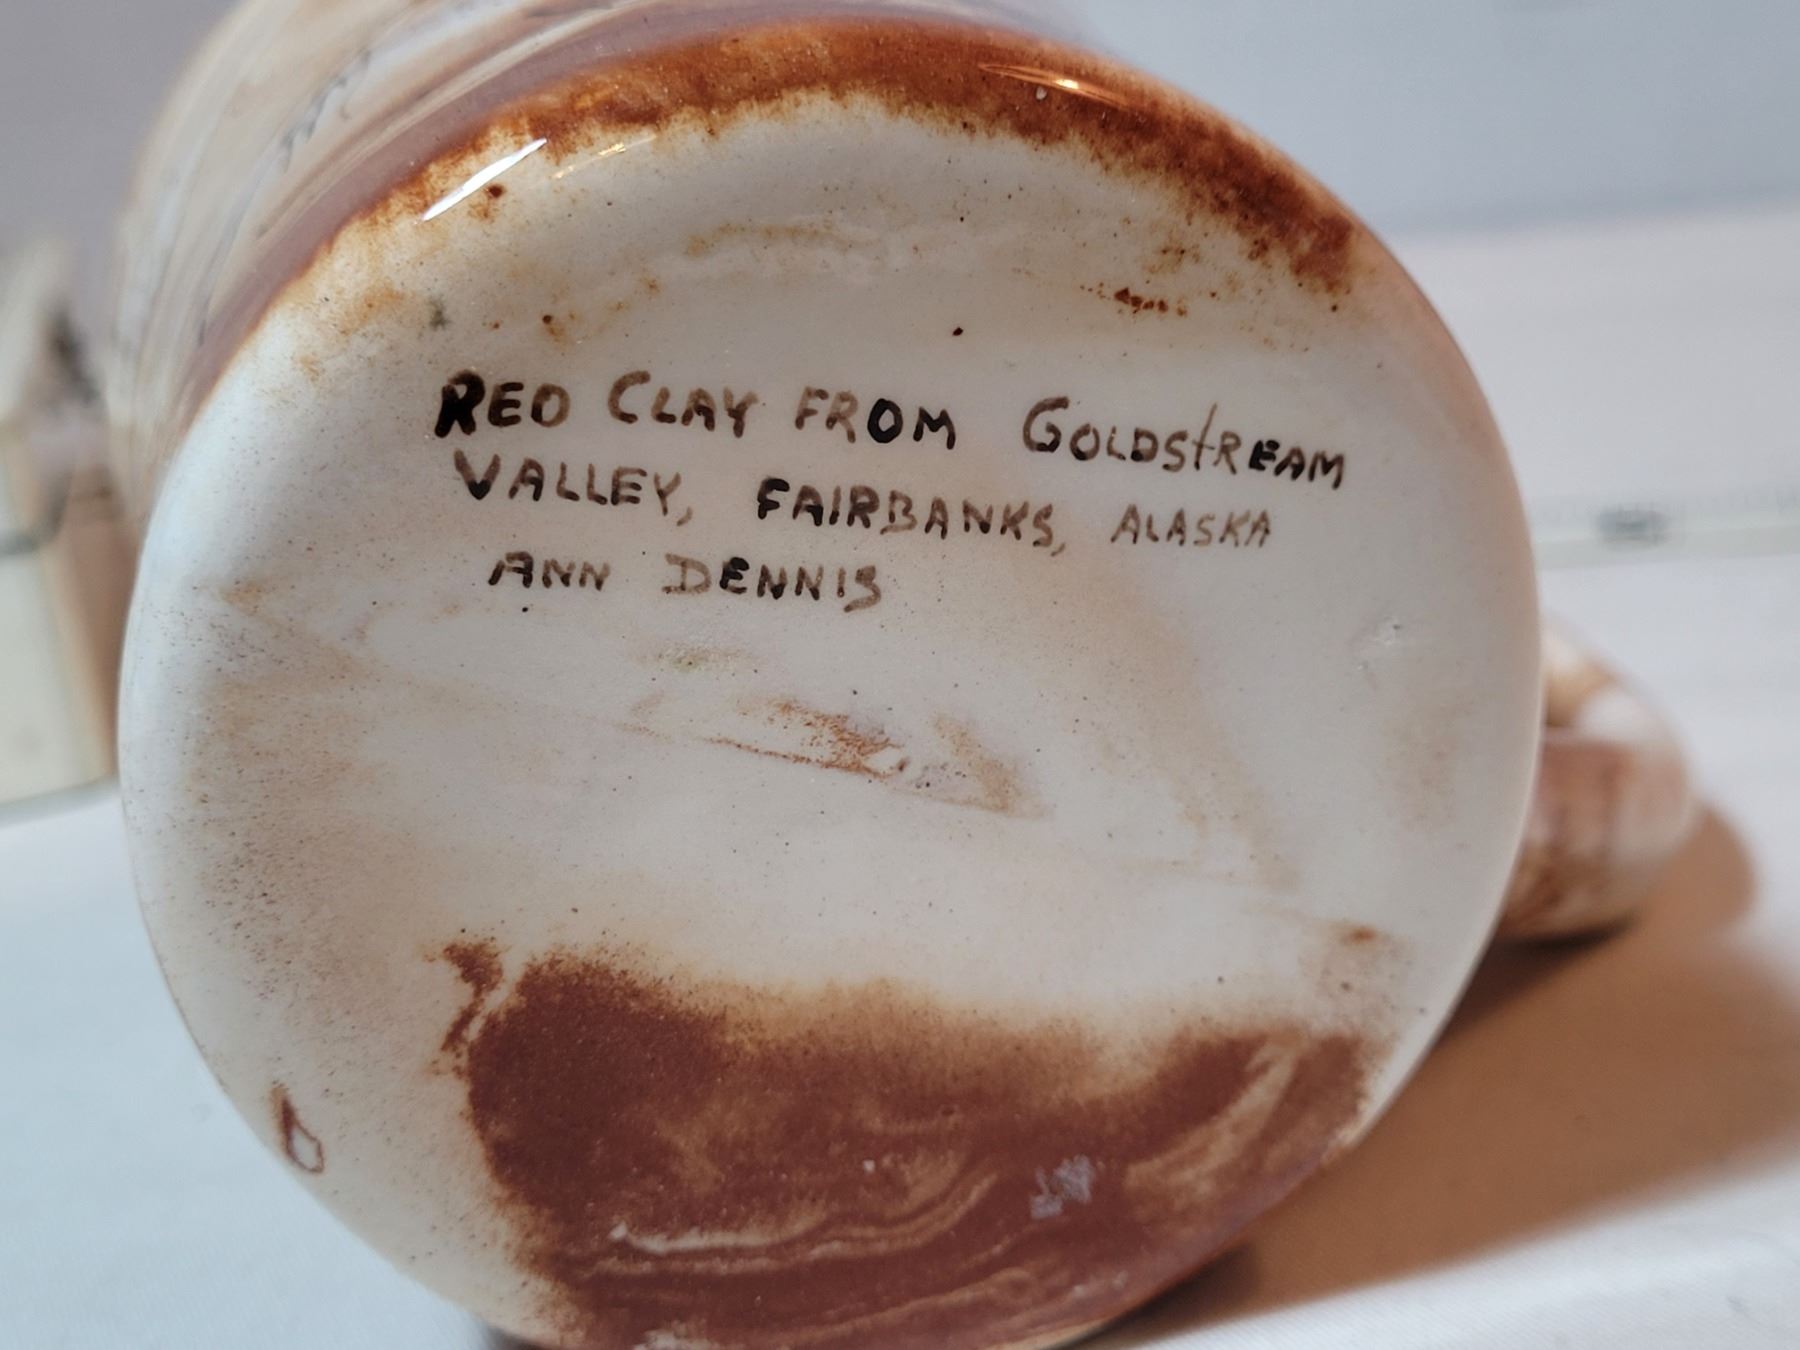 RED CLAY FROM GOLDSTREAM
VALLEY, FAIRBANKS, ALASKA
ANN DENNIS